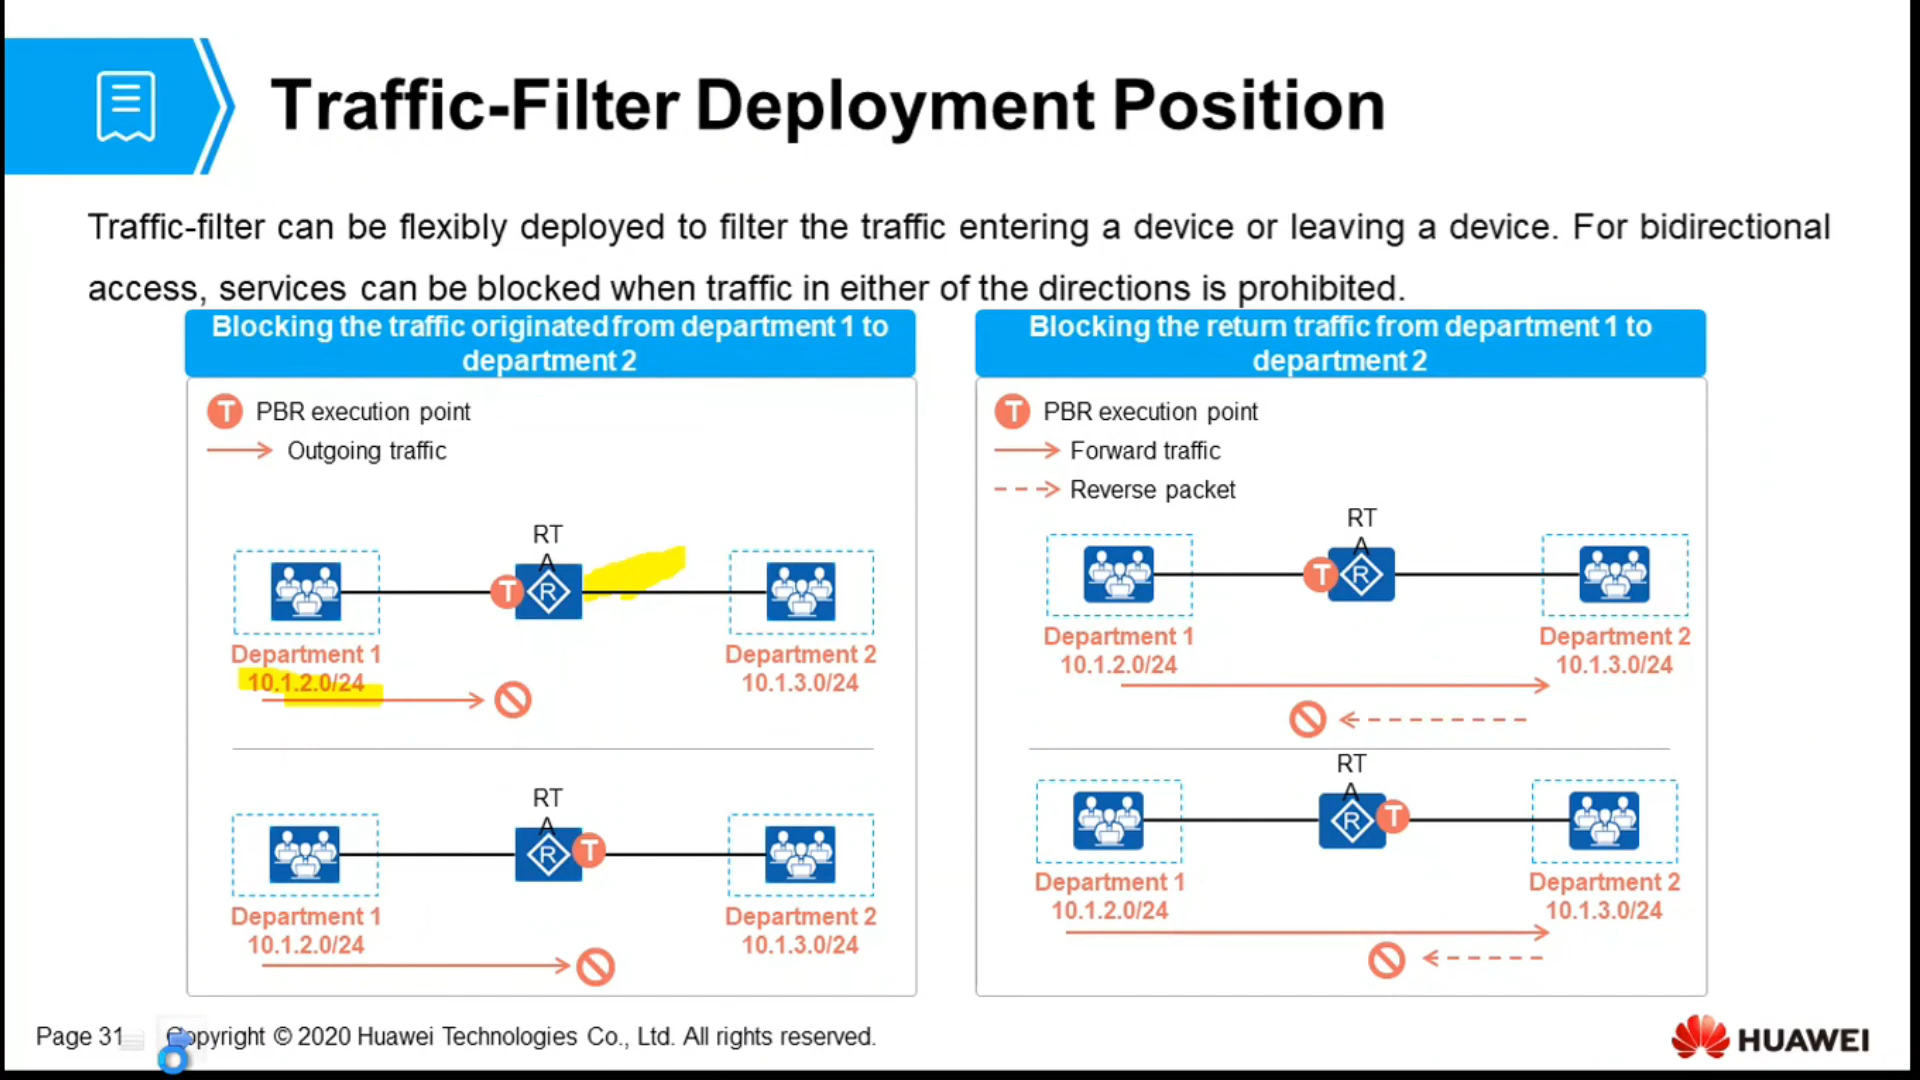 Traffic-Filter Deployment Position
Traffic-filter can be flexibly deployed to filter the traffic entering a device or leaving a device. For bidirectional
access, services can be blocked when traffic in either of the directions is prohibited.
Blocking the traffic originated from department 1 to
department 2
T PBR execution point
Outgoing traffic
RT
A
T R
Department 1
10.1.2.0/24
Department 2
10.1.3.0/24
RT
A
R T
Department 1
10.1.2.0/24
Department 2
10.1.3.0/24
Blocking the return traffic from department 1 to
department 2
T PBR execution point
Forward traffic
Reverse packet
RT
A
T R
Department 1
10.1.2.0/24
Department 2
10.1.3.0/24
RT
A
R T
Department 1
10.1.2.0/24
Department 2
10.1.3.0/24
Page 31 Copyright © 2020 Huawei Technologies Co., Ltd. All rights reserved.
HUAWEI